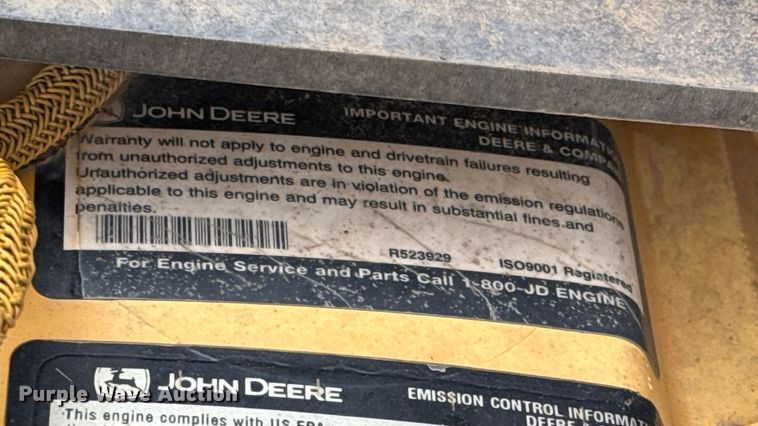 JOHN DEERE
IMPORTANT ENGINE
DEERE &
Warranty will not apply to engine and drivetrain failures resulting
from unauthorized adjustments to this engine.
Unauthorized adjustments are in violation of the emission regulations
applicable to this engine and may result in substantial fines and
penalties.
R523929
ISO9001 Registered
For Engine Service and Parts Call 1-800-JD ENGINE
JOHN DEERE
EMISSION CONTROL
DEERE
This engine complies with US EPA
Purple Wave Auction